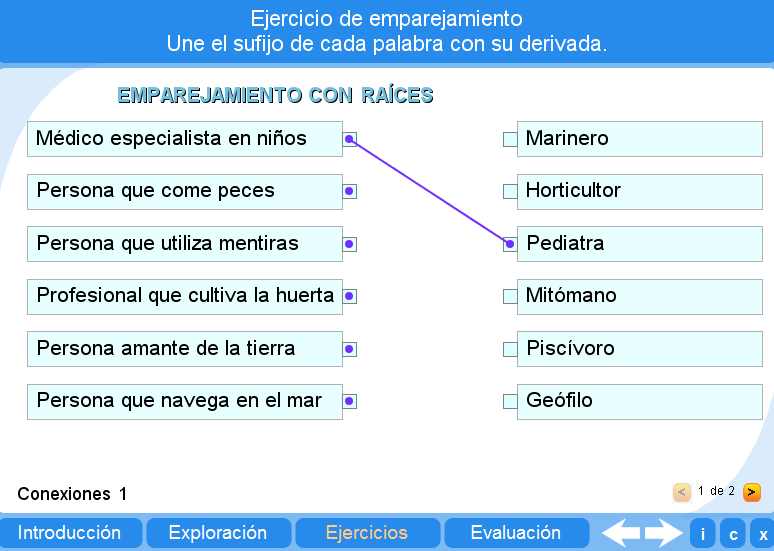 Ejercicio de emparejamiento
Une el sufijo de cada palabra con su derivada.
EMPAREJAMIENTO CON RAÍCES
Médico especialista en niños
Marinero
Persona que come peces
Horticultor
Persona que utiliza mentiras
Pediatra
Profesional que cultiva la huerta
Mitómano
Persona amante de la tierra
Piscívoro
Persona que navega en el mar
Geófilo
Conexiones 1
< 1 de 2 >
Introducción Exploración Ejercicios Evaluación i c x